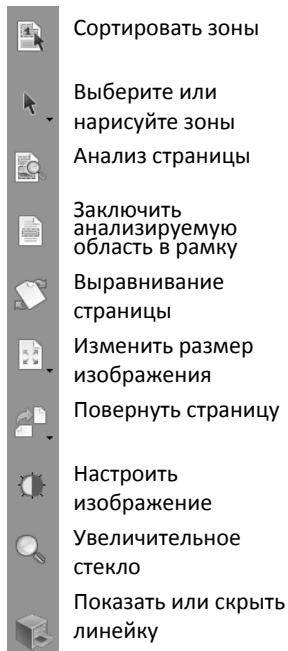 Сортировать зоны
Выберите или
нарисуйте зоны
Анализ страницы
Заключить
анализируемую
область в рамку
Выравнивание
страницы
Изменить размер
изображения
Повернуть страницу
Настроить
изображение
Увеличительное
стекло
Показать или скрыть
линейку